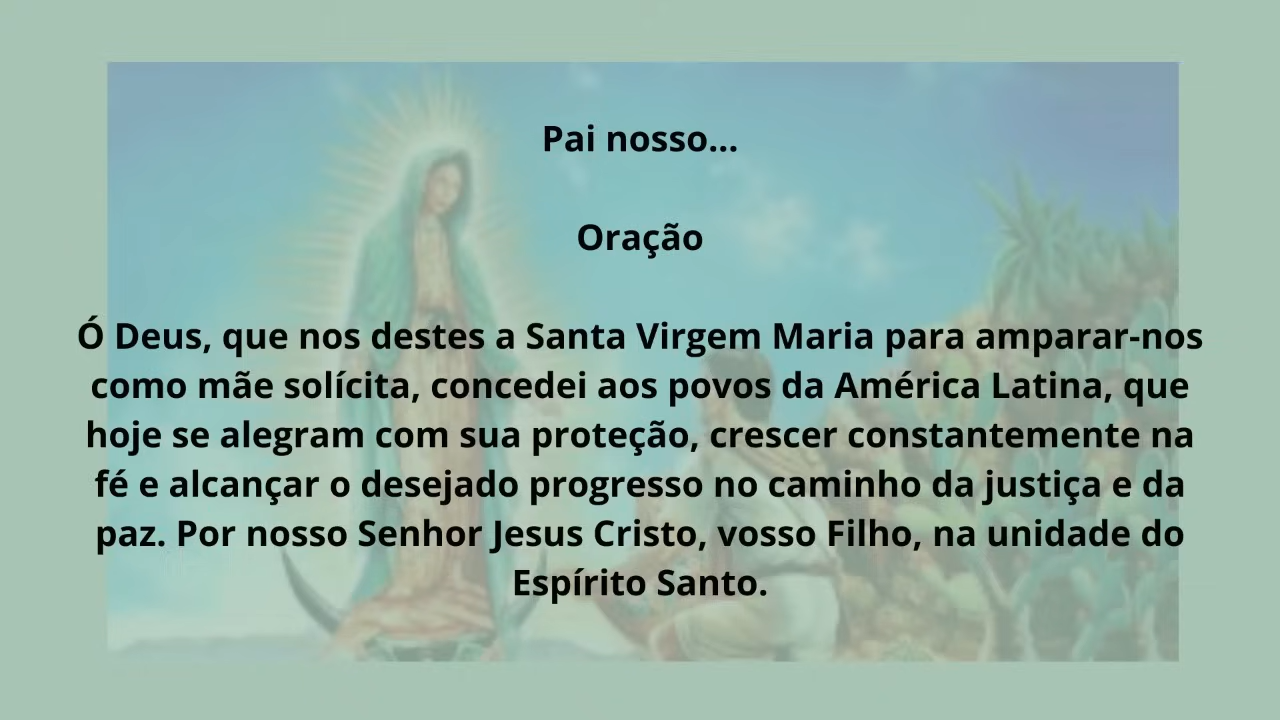 Pai nosso...
Oração
Ó Deus, que nos destes a Santa Virgem Maria para amparar-nos
como mãe solícita, concedei aos povos da América Latina, que
hoje se alegram com sua proteção, crescer constantemente na
fé e alcançar o desejado progresso no caminho da justiça e da
paz. Por nosso Senhor Jesus Cristo, vosso Filho, na unidade do
Espírito Santo.